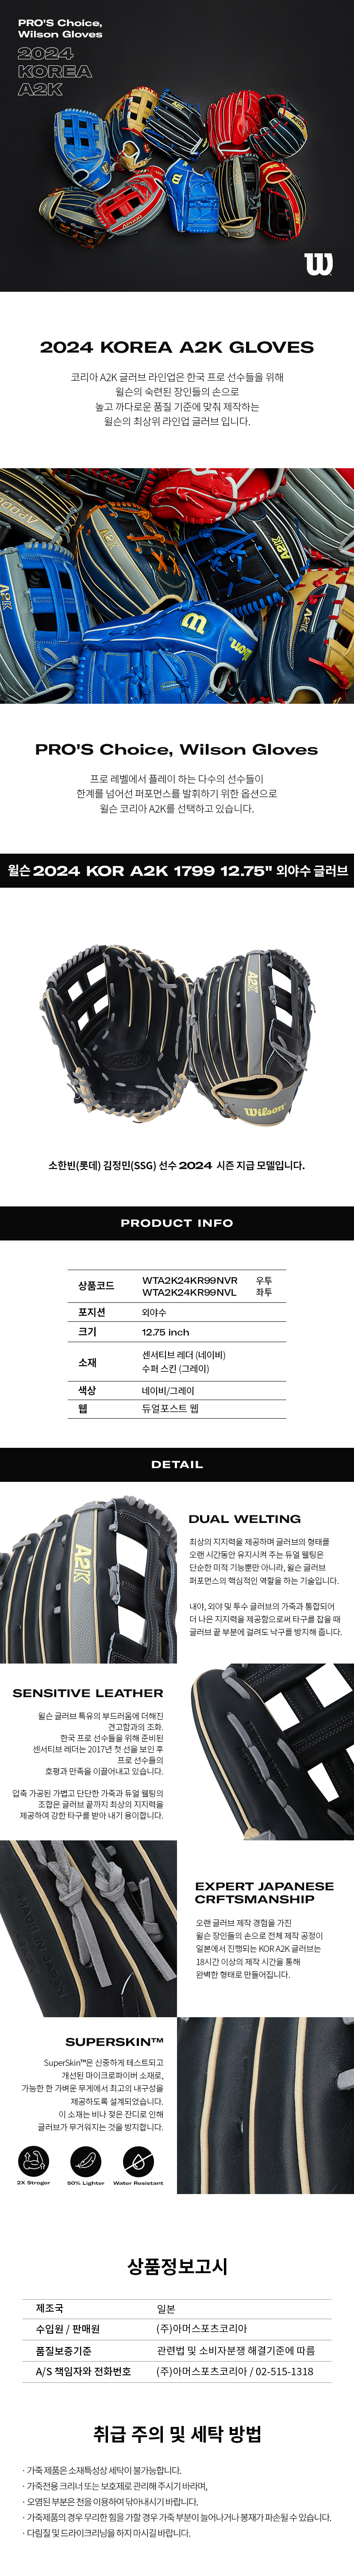 PRO'S Choice,
Wilson Gloves
2024
KOREA
A2K
W
2024 KOREA A2K GLOVES
코리아 A2K 글러브 라인업은 한국 프로 선수들을 위해
윌슨의 숙련된 장인들의 손으로
높고 까다로운 품질 기준에 맞춰 제작하는
윌슨의 최상위 라인업 글러브 입니다.
PRO'S Choice, Wilson Gloves
프로 레벨에서 플레이 하는 다수의 선수들이
한계를 넘어선 퍼포먼스를 발휘하기 위한 옵션으로
윌슨 코리아 A2K를 선택하고 있습니다.
윌슨 2024 KOR A2K 1799 12.75" 외야수 글러브
A2K
Wilson
소한빈(롯데) 김정민(SSG) 선수 2024 시즌 지급 모델입니다.
PRODUCT INFO
상품코드 WTA2K24KR99NVR 우투
WTA2K24KR99NVL 좌투
포지션 외야수
크기 12.75 inch
소재 센서티브 레더 (네이비)
수퍼 스킨 (그레이)
색상 네이비/그레이
웹 듀얼포스트 웹
DETAIL
A2K
DUAL WELTING
최상의 지지력을 제공하며 글러브의 형태를
오랜 시간동안 유지시켜 주는 듀얼 웰팅은
단순한 미적 기능뿐만 아니라, 윌슨 글러브
퍼포먼스의 핵심적인 역할을 하는 기술입니다.
내야, 외야 및 투수 글러브의 가죽과 통합되어
더 나은 지지력을 제공함으로써 타구를 잡을 때
글러브 끝 부분에 걸려도 낙구를 방지해 줍니다.
SENSITIVE LEATHER
윌슨 글러브 특유의 부드러움에 더해진
견고함과의 조화.
한국 프로 선수들을 위해 준비된
센서티브 레더는 2017년 첫 선을 보인 후
프로 선수들의
호평과 만족을 이끌어내고 있습니다.
압축 가공된 가볍고 단단한 가죽과 듀얼 웰팅의
조합은 글러브 끝까지 최상의 지지력을
제공하여 강한 타구를 받아 내기 용이합니다.
MADE IN JAPAN
EXPERT JAPANESE
CRFTSMANSHIP
오랜 글러브 제작 경험을 가진
윌슨 장인들의 손으로 전체 제작 공정이
일본에서 진행되는 KOR A2K 글러브는
18시간 이상의 제작 시간을 통해
완벽한 형태로 만들어집니다.
SUPERSKIN™
SuperSkin™은 신중하게 테스트되고
개선된 마이크로파이버 소재로,
가능한 한 가벼운 무게에서 최고의 내구성을
제공하도록 설계되었습니다.
이 소재는 비나 젖은 잔디로 인해
글러브가 무거워지는 것을 방지합니다.
2X Stroger 50% Lighter Water Resistant
상품정보고시
제조국 일본
수입원 / 판매원 (주)아머스포츠코리아
품질보증기준 관련법 및 소비자분쟁 해결기준에 따름
A/S 책임자와 전화번호 (주)아머스포츠코리아 / 02-515-1318
취급 주의 및 세탁 방법
· 가죽 제품은 소재특성상 세탁이 불가능합니다.
· 가죽전용 크리너 또는 보호제로 관리해 주시기 바라며,
· 오염된 부분은 천을 이용하여 닦아내시기 바랍니다.
· 가죽제품의 경우 무리한 힘을 가할 경우 가죽 부분이 늘어나거나 봉재가 파손될 수 있습니다.
· 다림질 및 드라이크리닝을 하지 마시길 바랍니다.